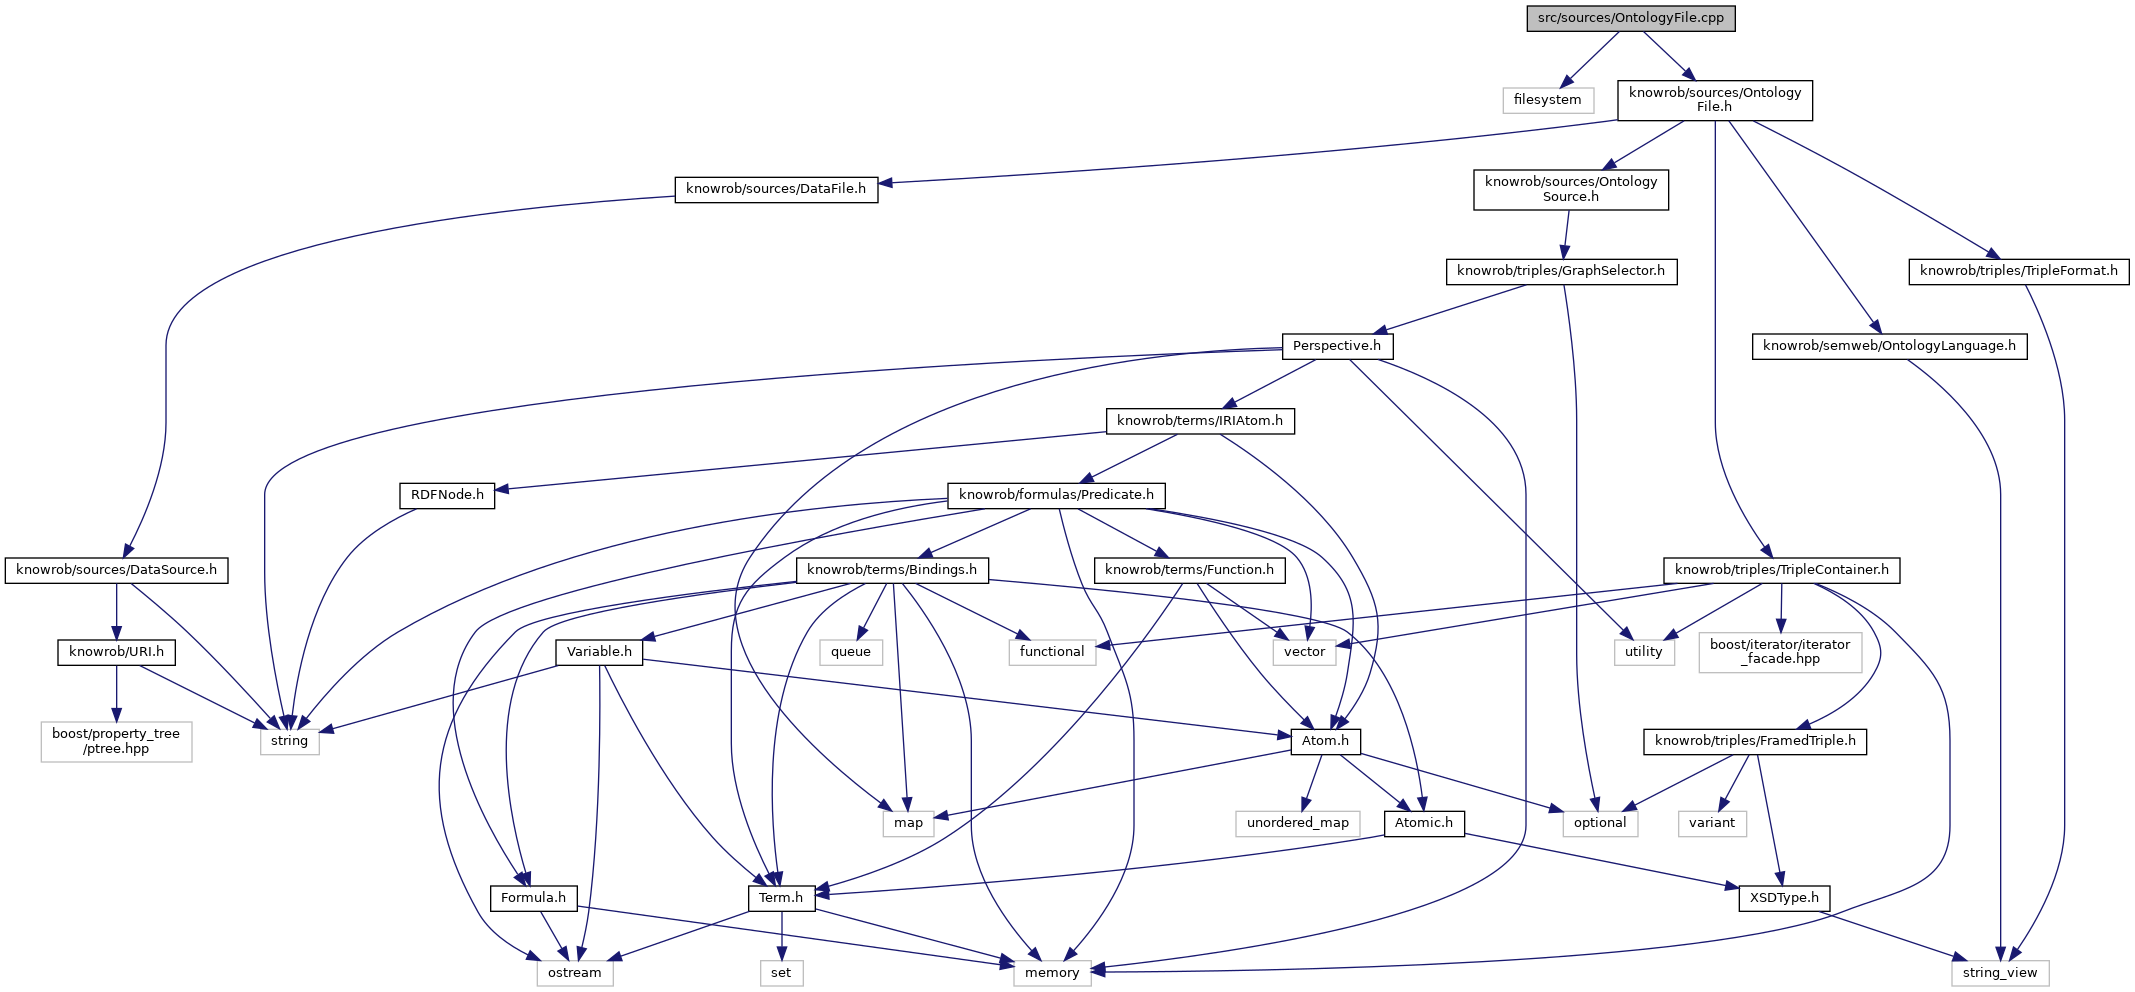 src/sources/OntologyFile.cpp
filesystem
knowrob/sources/Ontology
File.h
knowrob/sources/DataFile.h
knowrob/sources/Ontology
Source.h
knowrob/triples/GraphSelector.h
knowrob/triples/TripleFormat.h
Perspective.h
knowrob/semweb/OntologyLanguage.h
knowrob/terms/IRIAtom.h
RDFNode.h
knowrob/formulas/Predicate.h
knowrob/sources/DataSource.h
knowrob/terms/Bindings.h
knowrob/terms/Function.h
knowrob/triples/TripleContainer.h
knowrob/URI.h
Variable.h
queue
functional
vector
utility
boost/iterator/iterator
_facade.hpp
boost/property_tree
/ptree.hpp
string
Atom.h
knowrob/triples/FramedTriple.h
map
unordered_map
Atomic.h
optional
variant
Formula.h
Term.h
XSDType.h
ostream
set
memory
string_view